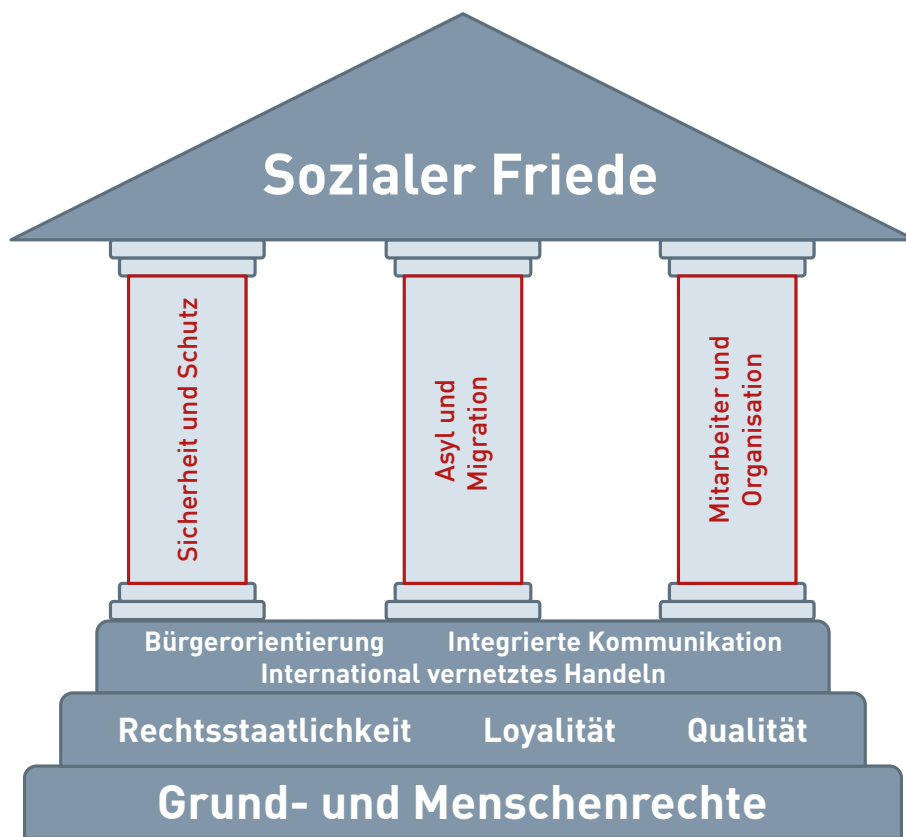 Sozialer Friede
Sicherheit und Schutz
Asyl und
Migration
Mitarbeiter und
Organisation
Bürgerorientierung Integrierte Kommunikation
International vernetztes Handeln
Rechtsstaatlichkeit Loyalität Qualität
Grund- und Menschenrechte